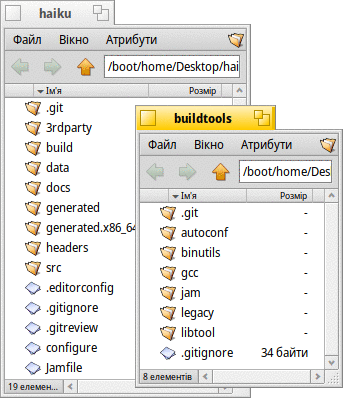 haiku
Файл Вікно Атрибути
/boot/home/Desktop/hai
Ім'я Розмір
.git
3rdparty
build
data
docs
generated
generated.x86_64
headers
src
.editorconfig
.gitignore
.gitreview
configure
Jamfile
19 елемен...
buildtools
Файл Вікно Атрибути
/boot/home/Des
Ім'я Розмір
.git -
autoconf -
binutils -
gcc -
jam -
legacy -
libtool -
.gitignore 34 байти
8 елементів